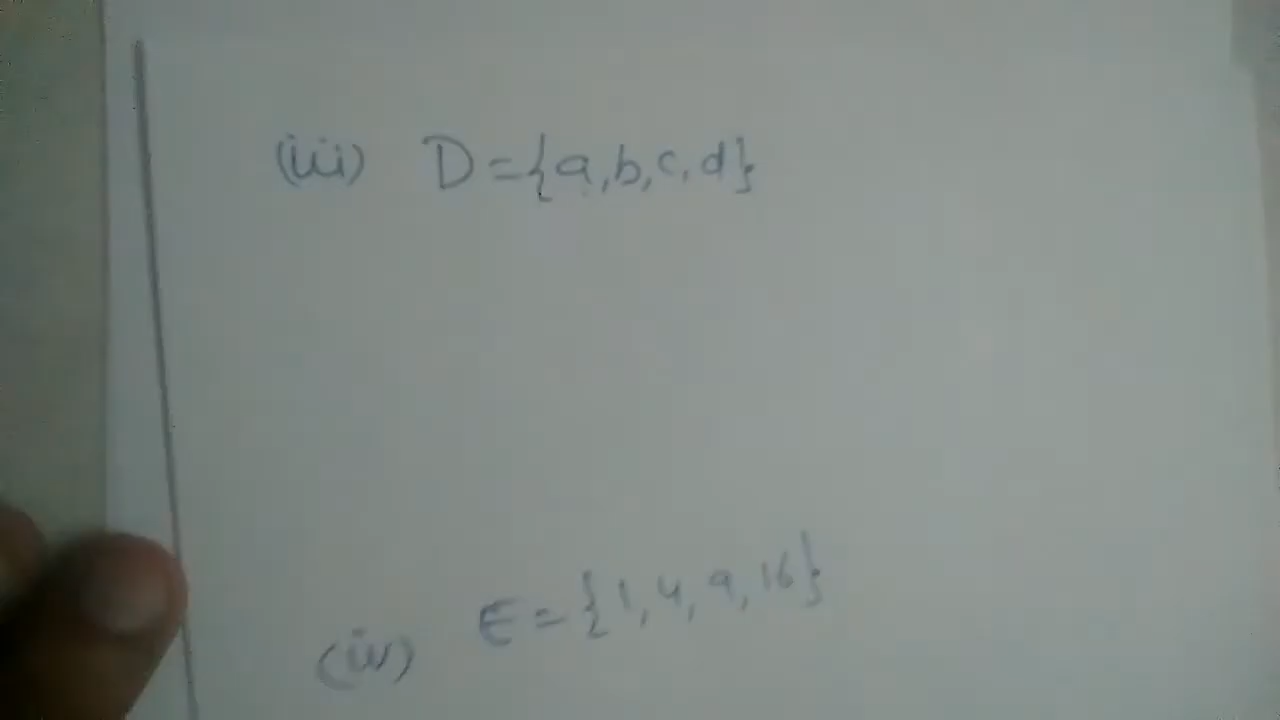 (iii) D={a,b,c,d}
(iv) E={1,4,9,16}